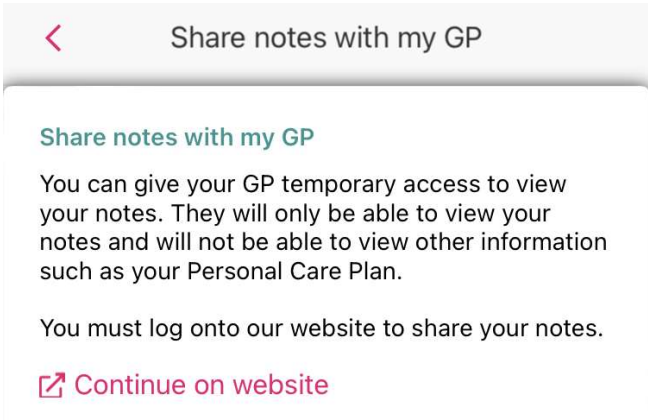 Share notes with my GP
Share notes with my GP
You can give your GP temporary access to view
your notes. They will only be able to view your
notes and will not be able to view other information
such as your Personal Care Plan.
You must log onto our website to share your notes.
Continue on website